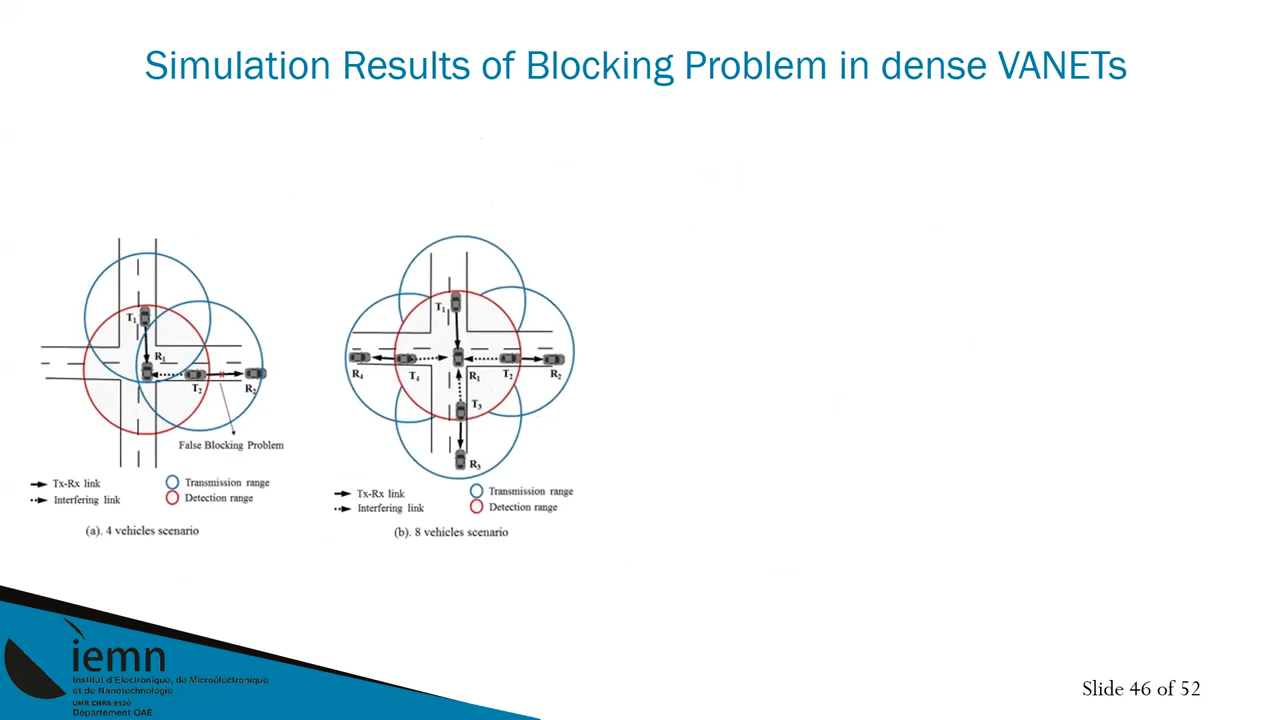 Simulation Results of Blocking Problem in dense VANETs
T1
R1
T2
R2
False Blocking Problem
Tx-Rx link
Interfering link
Transmission range
Detection range
(a). 4 vehicles scenario
T1
R4
T4
R1
T2
R2
T3
R3
Tx-Rx link
Interfering link
Transmission range
Detection range
(b). 8 vehicles scenario
iemn
Institut d'Electronique, de Microélectronique
et de Nanotechnologie
UMR CNRS 8520
Département OAE
Slide 46 of 52